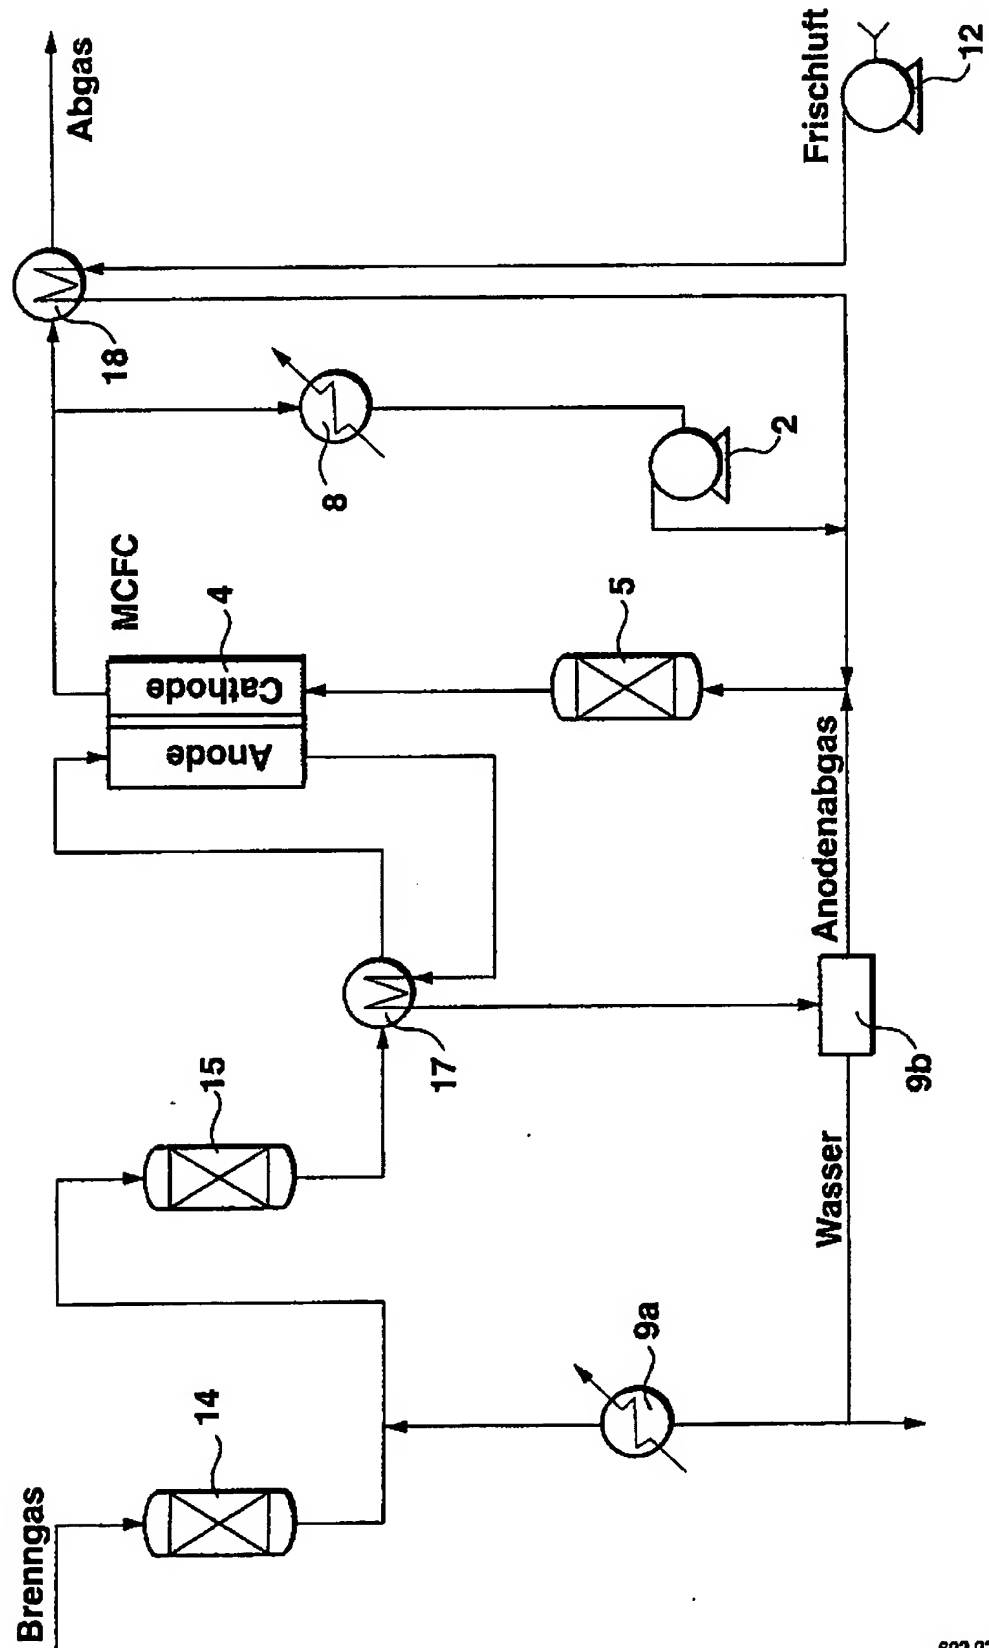 Brenngas
14
15
17
MCFC
Anode
Cathode
4
18
Abgas
8
2
5
9a
Wasser
9b
Anodenabgas
Frischluft
12